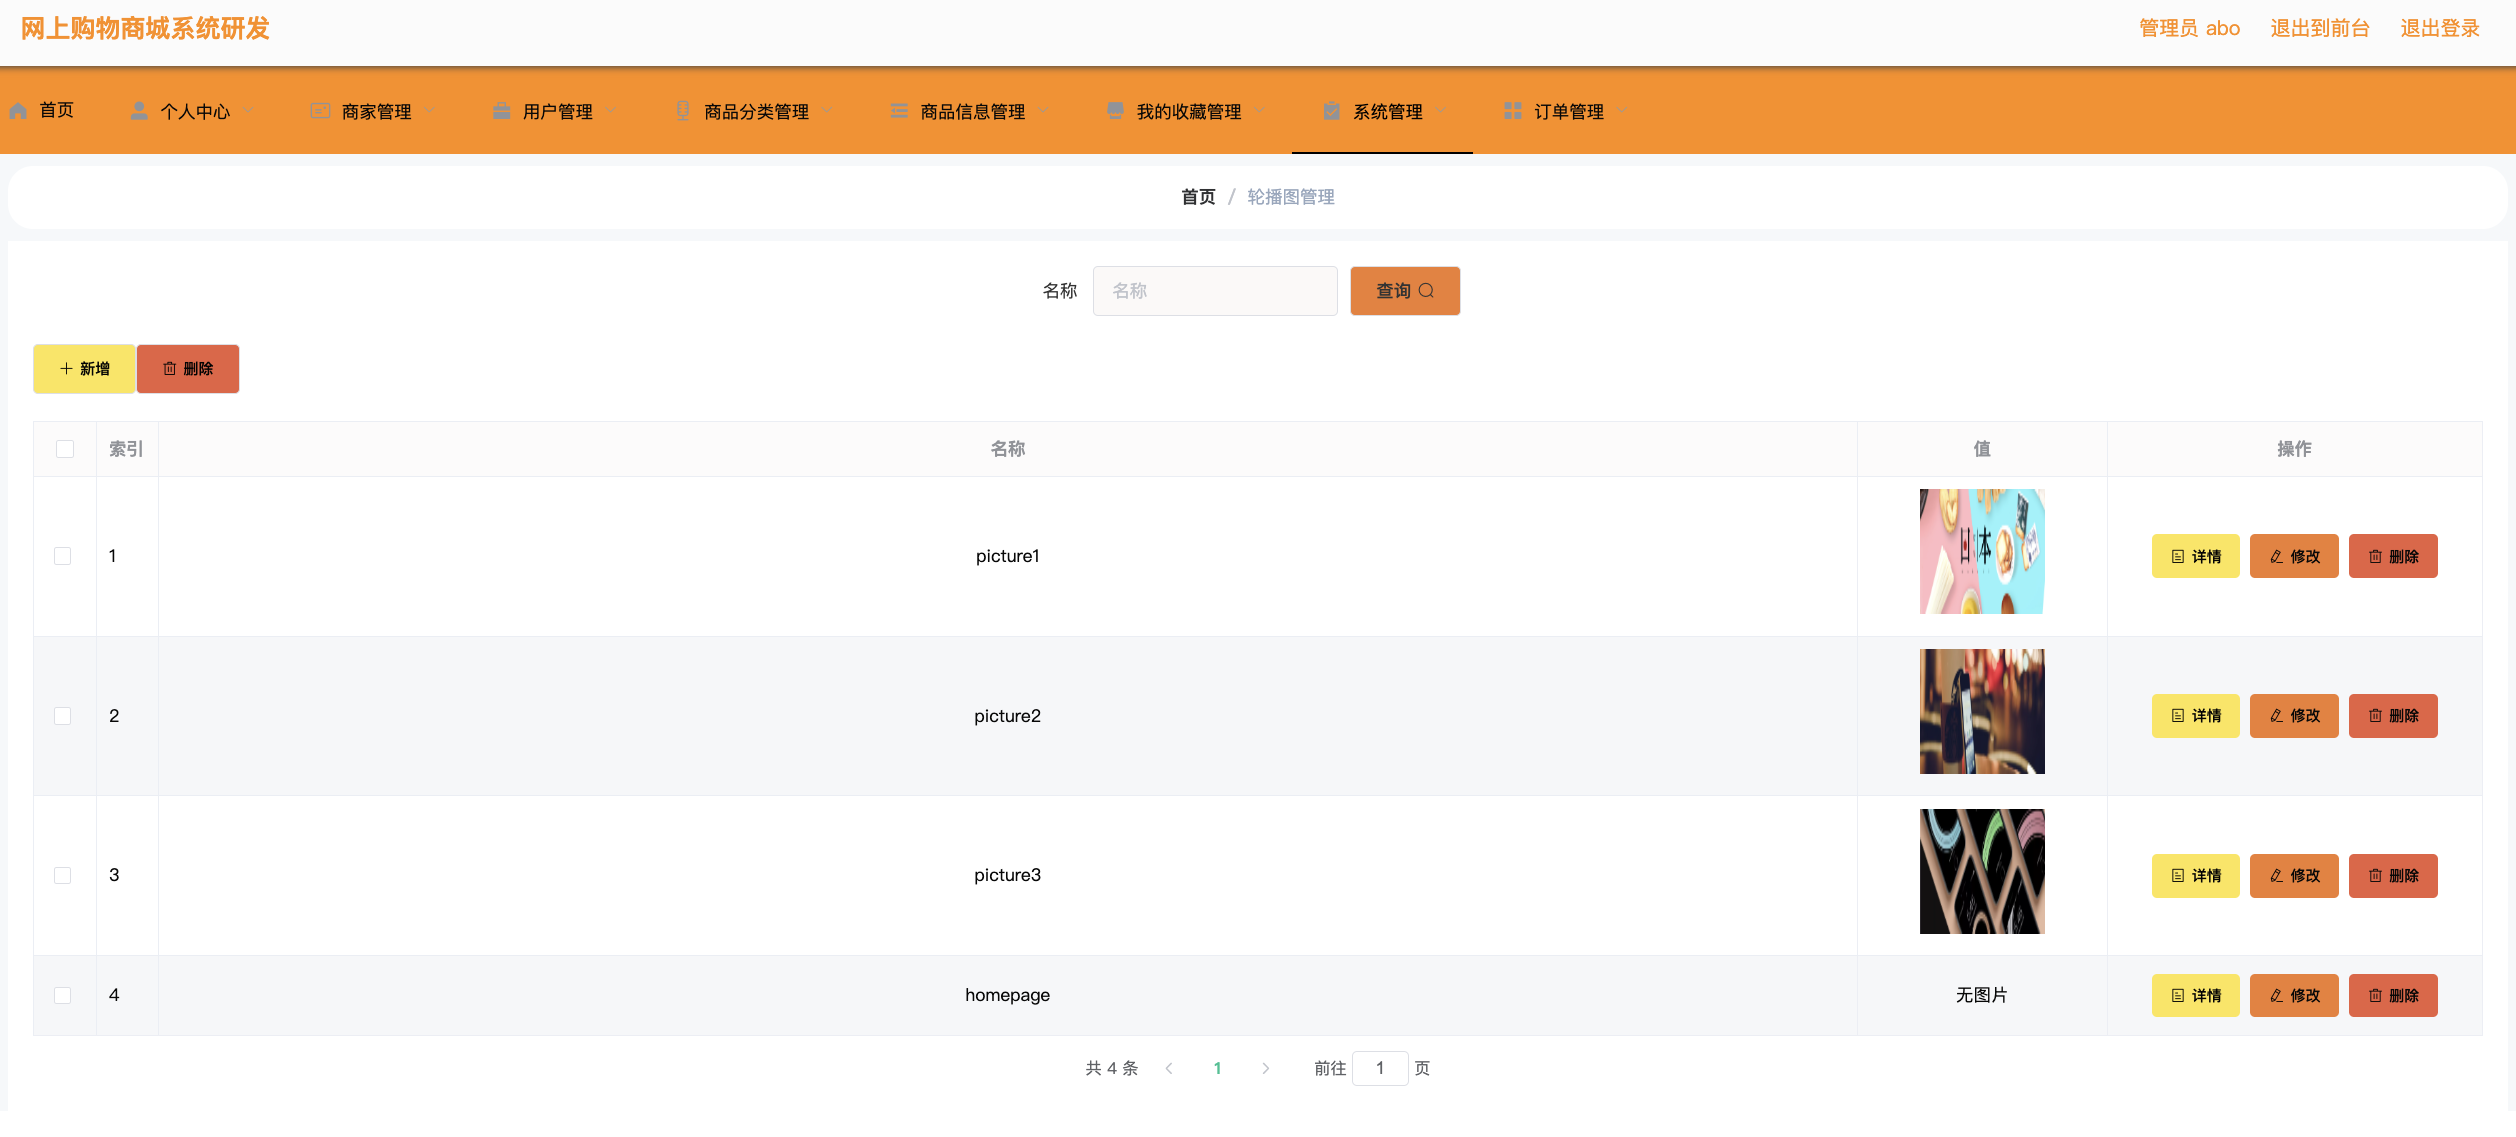 网上购物商城系统研发
管理员 abo 退出到前台 退出登录
首页 个人中心 商家管理 用户管理 商品分类管理 商品信息管理 我的收藏管理 系统管理 订单管理
首页 / 轮播图管理
名称 名称 查询
新增 删除
索引 名称 值 操作
日本
1 picture1 详情 修改 删除
2 picture2 详情 修改 删除
3 picture3 详情 修改 删除
4 homepage 无图片 详情 修改 删除
共 4 条 1 前往 1 页